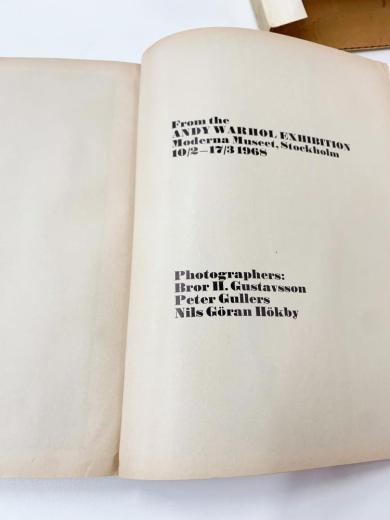 From the
ANDY WARHOL EXHIBITION
Moderna Museet, Stockholm
10/2–17/3 1968
Photographers:
Bror H. Gustavsson
Peter Gullers
Nils Göran Hökby